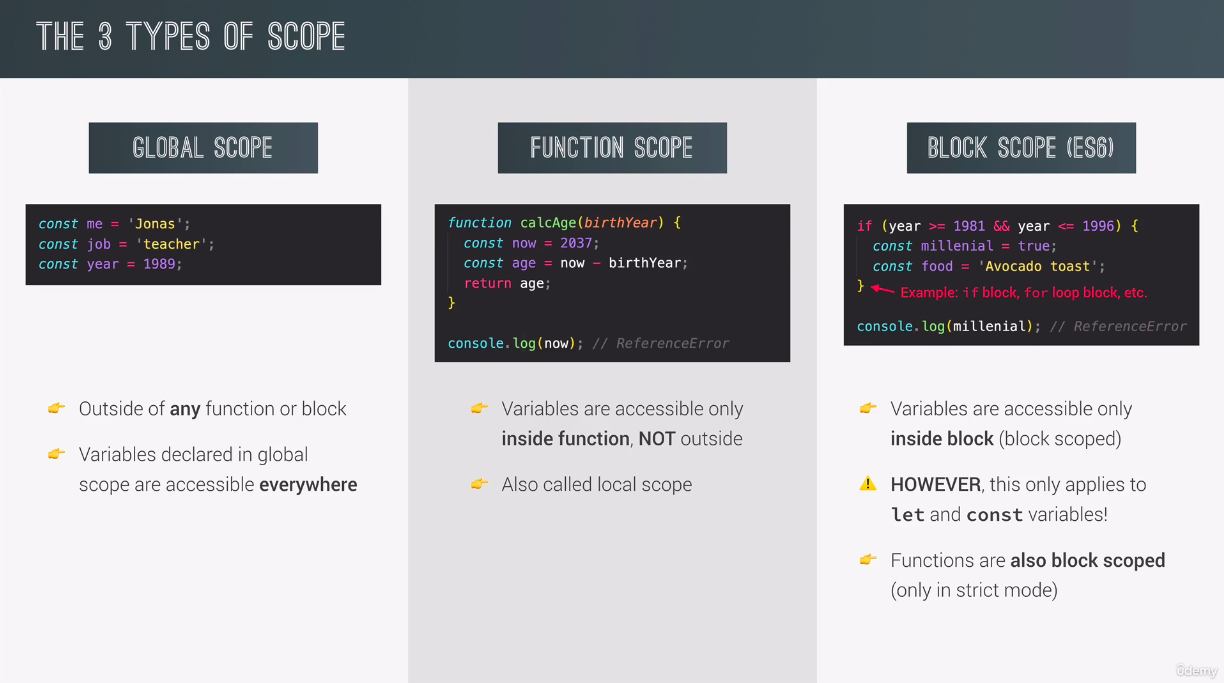 THE 3 TYPES OF SCOPE
GLOBAL SCOPE
const me = 'Jonas';
const job = 'teacher';
const year = 1989;
Outside of any function or block
Variables declared in global
scope are accessible everywhere
FUNCTION SCOPE
function calcAge(birthYear) {
const now = 2037;
const age = now − birthYear;
return age;
}
console.log(now); // ReferenceError
Variables are accessible only
inside function, NOT outside
Also called local scope
BLOCK SCOPE (ES6)
if (year >= 1981 && year <= 1996) {
const millenial = true;
const food = 'Avocado toast';
} Example: if block, for loop block, etc.
console.log(millenial); // ReferenceError
Variables are accessible only
inside block (block scoped)
HOWEVER, this only applies to
let and const variables!
Functions are also block scoped
(only in strict mode)
ûdemy